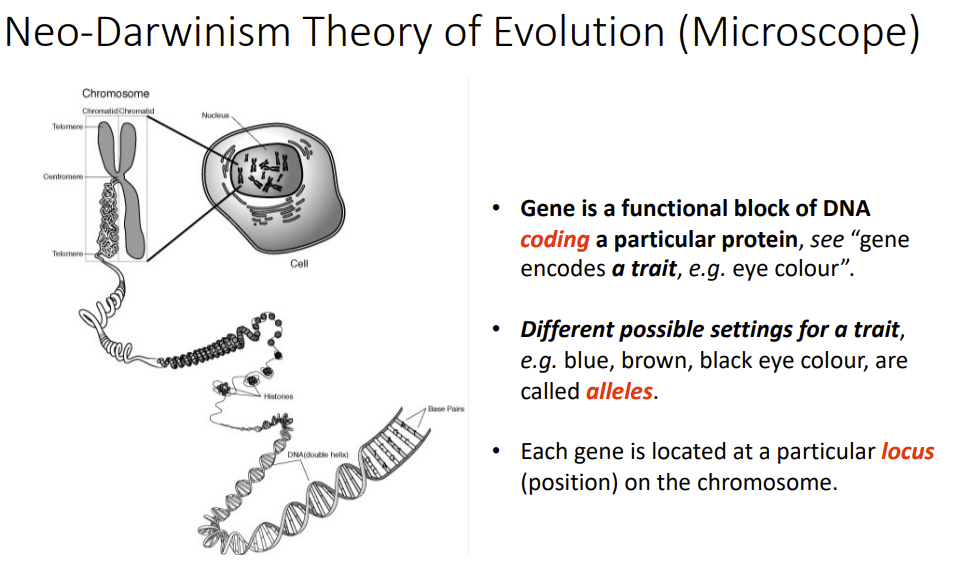 Neo-Darwinism Theory of Evolution (Microscope)
Chromosome
Chromatid Chromatid
Telomere
Centromere
Telomere
Nucleus
Cell
Histones
Base Pairs
DNA(double helix)
• Gene is a functional block of DNA
coding a particular protein, see “gene
encodes a trait, e.g. eye colour”.
• Different possible settings for a trait,
e.g. blue, brown, black eye colour, are
called alleles.
• Each gene is located at a particular locus
(position) on the chromosome.